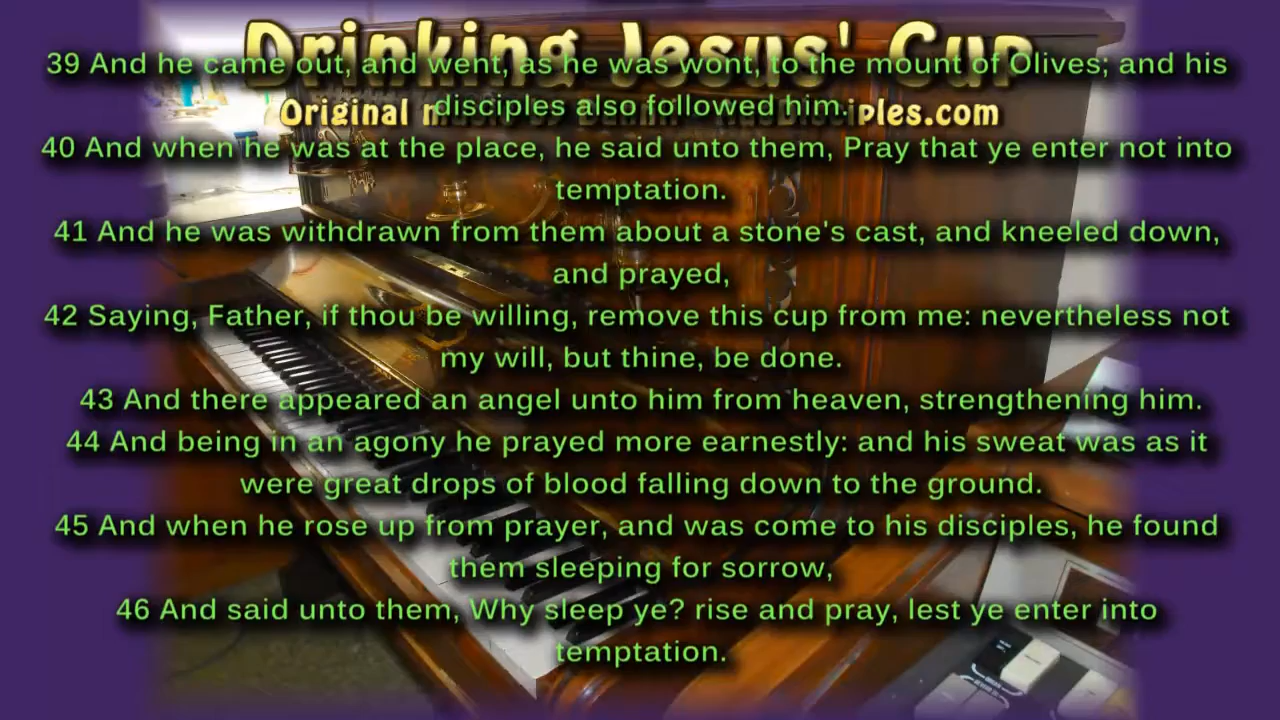 Drinking Jesus' Cup
39 And he came out, and went, as he was wont, to the mount of Olives; and his
Original
disciples also followed him.
40 And when he was at the place, he said unto them, Pray that ye enter not into
temptation.
41 And he was withdrawn from them about a stone's cast, and kneeled down,
and prayed,
42 Saying, Father, if thou be willing, remove this cup from me: nevertheless not
my will, but thine, be done.
43 And there appeared an angel unto him from heaven, strengthening him.
44 And being in an agony he prayed more earnestly: and his sweat was as it
were great drops of blood falling down to the ground.
45 And when he rose up from prayer, and was come to his disciples, he found
them sleeping for sorrow,
46 And said unto them, Why sleep ye? rise and pray, lest ye enter into
temptation.